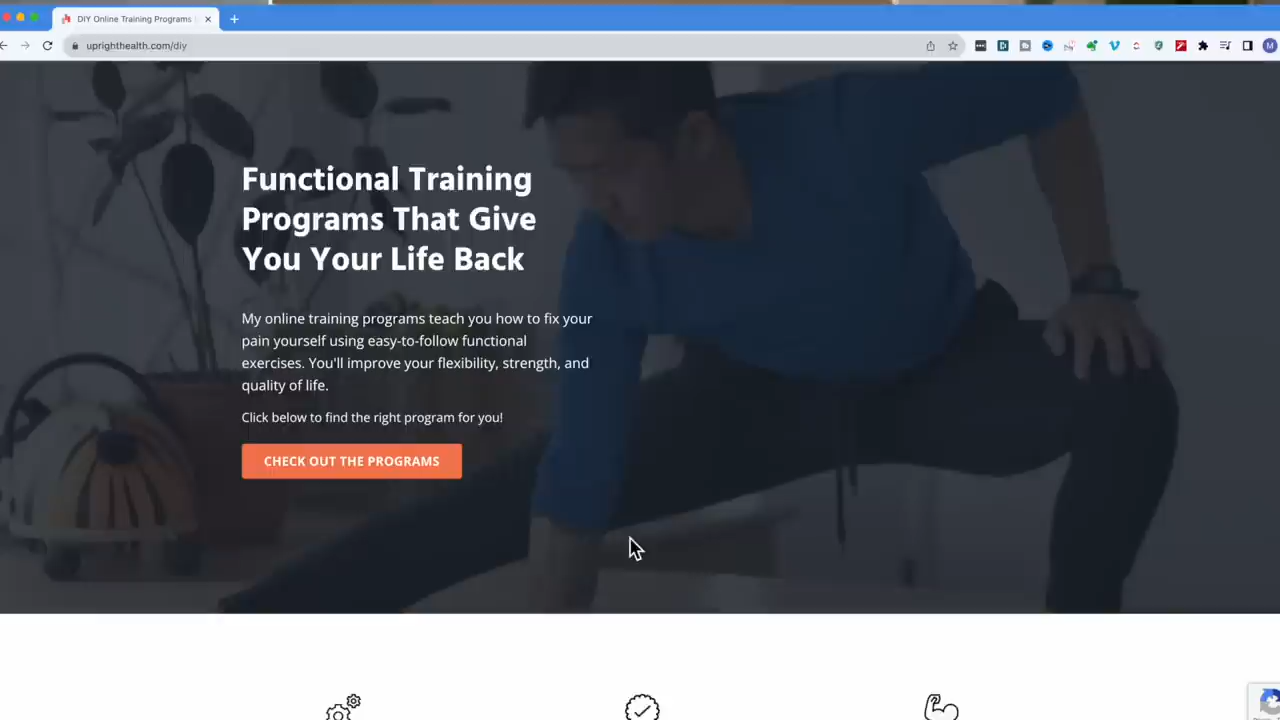 DIY Online Training Programs
uprighthealth.com/diy
M
Functional Training
Programs That Give
You Your Life Back
My online training programs teach you how to fix your
pain yourself using easy-to-follow functional
exercises. You'll improve your flexibility, strength, and
quality of life.
Click below to find the right program for you!
CHECK OUT THE PROGRAMS